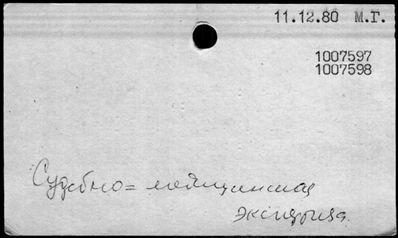 11.12.80 М.Г.
1007597
1007598
Судебно= медицинская
экспертиза.